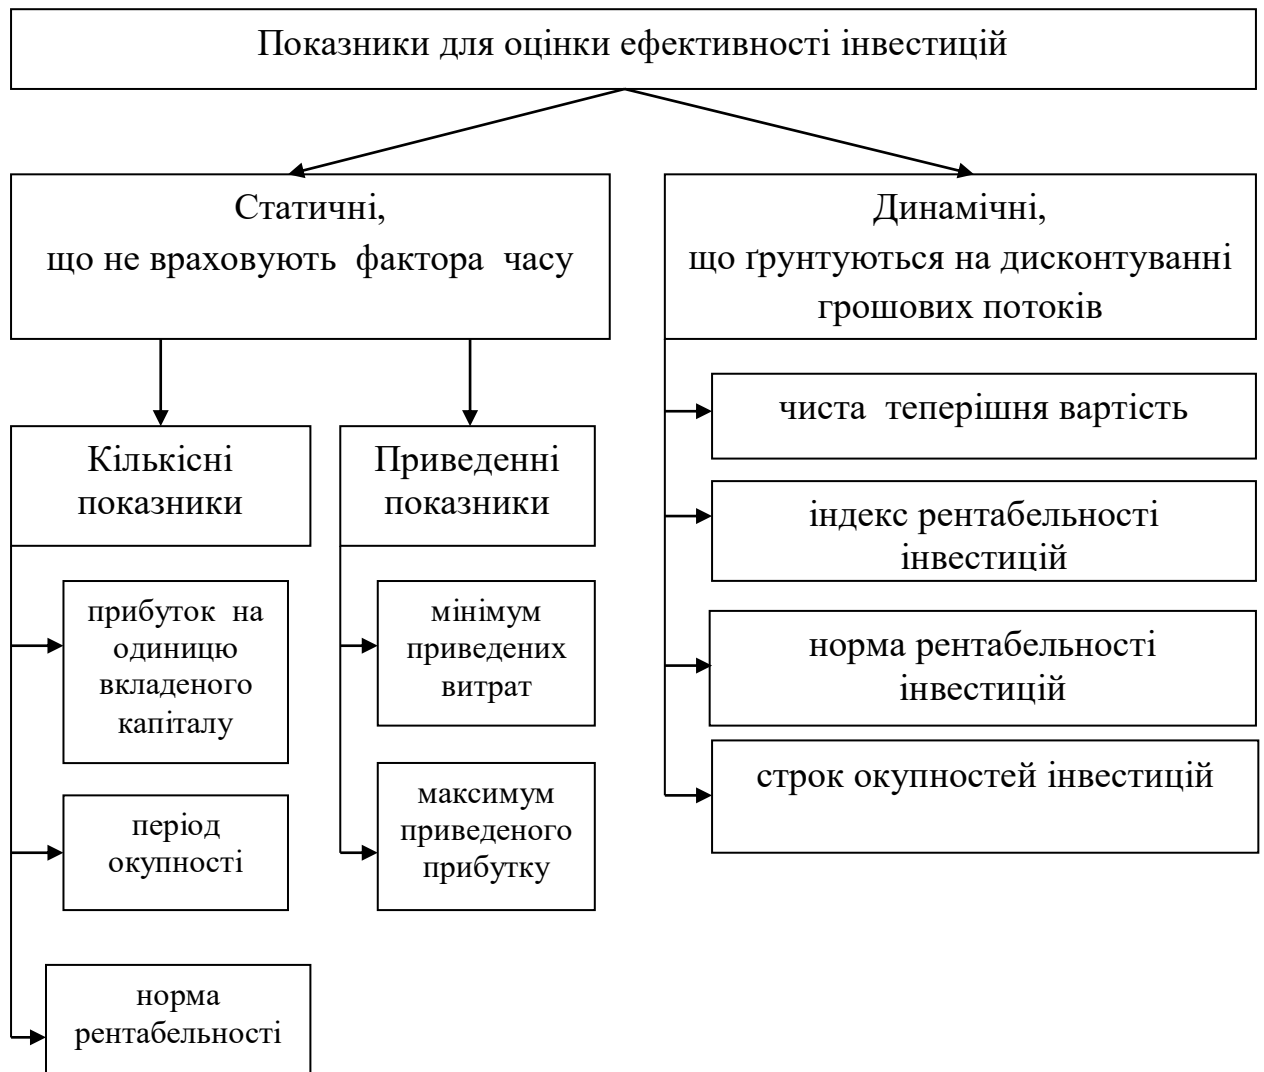 Показники для оцінки ефективності інвестицій
Статичні,
що не враховують фактора часу
Динамічні,
що ґрунтуються на дисконтуванні
грошових потоків
Кількісні
показники
Приведенні
показники
прибуток на
одиницю
вкладеного
капіталу
період
окупності
норма
рентабельності
мінімум
приведених
витрат
максимум
приведеного
прибутку
чиста теперішня вартість
індекс рентабельності
інвестицій
норма рентабельності
інвестицій
строк окупностей інвестицій